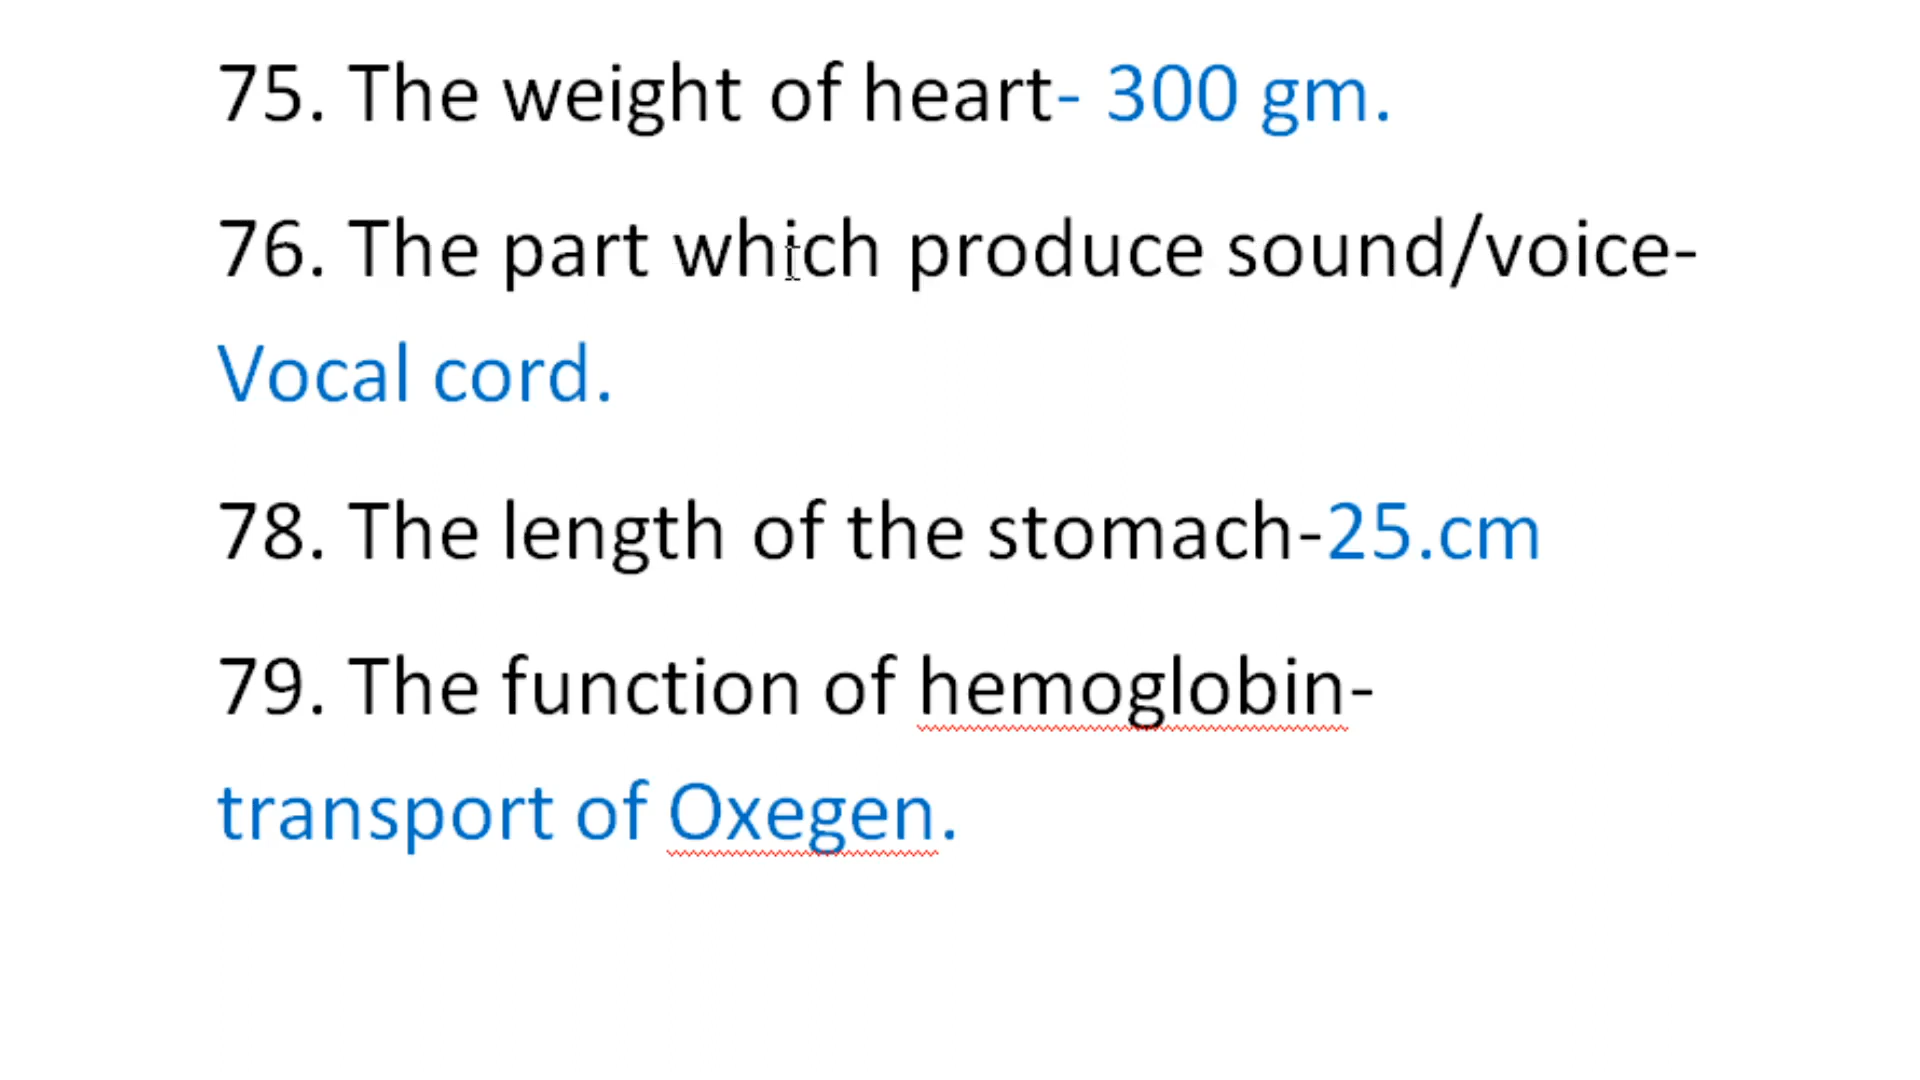 75. The weight of heart- 300 gm.
76. The part which produce sound/voice-
Vocal cord.
78. The length of the stomach-25.cm
79. The function of hemoglobin-
transport of Oxegen.